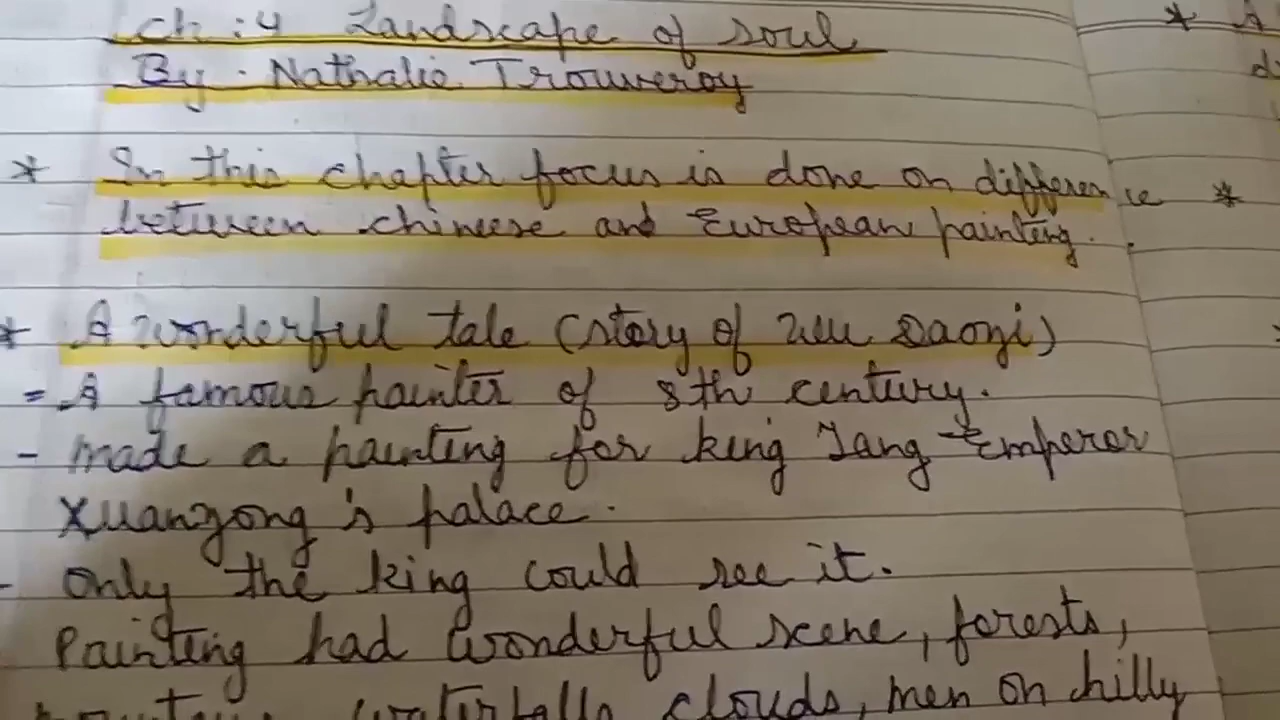 Ch:4 Landscape of soul
By. Nathalie Trouveroy
* In this chapter focus is done on difference
between chinese and European painting.
* A wonderful tale (story of wu Daozi)
= A famous painter of 8th century.
- made a painting for king Tang Emperor
Xuanzong's palace.
- Only the king could see it.
Painting had wonderful scene, forests,
waterfalls, clouds, men on hilly
* A
*